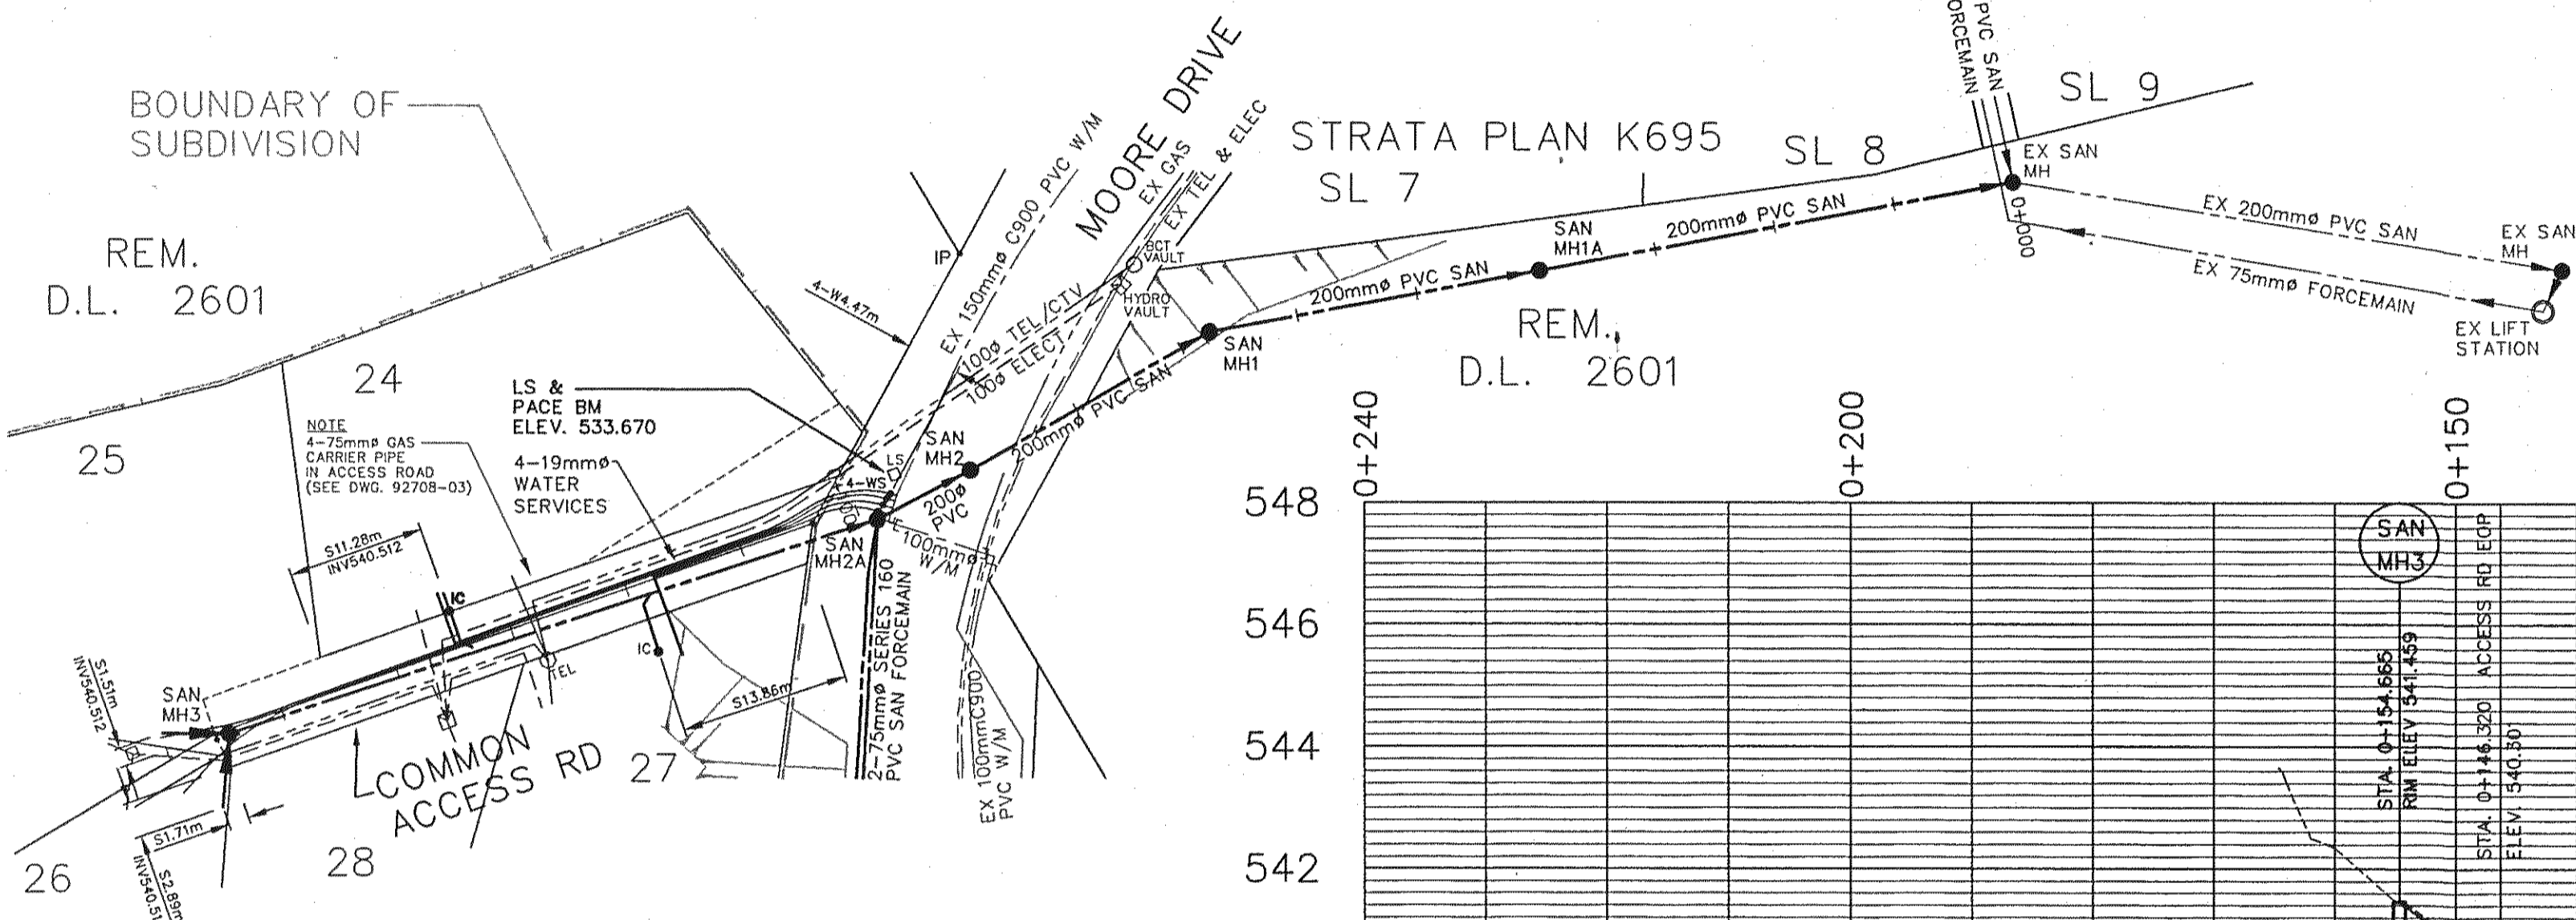 BOUNDARY OF
SUBDIVISION
REM.
D.L. 2601
24
25
NOTE
4-75mmø GAS
CARRIER PIPE
IN ACCESS ROAD
(SEE DWG. 92708-03)
LS &
PACE BM
ELEV. 533.670
4-19mmø
WATER
SERVICES
S11.28m
INV540.512
IC
S1.51m
INV540.512
SAN
MH3
TEL
COMMON
ACCESS RD
S1.71m
S2.89m
26
28
27
IC
S13.86m
IP
4-W4.47m
EX 150mmø C900 PVC W/M
MOORE DRIVE
EX GAS
EX TEL & ELEC
BCT
VAULT
HYDRO
VAULT
100ø TEL/CTV
100ø ELECT
LS
4-WS
SAN
MH2
200ø
PVC
SAN
MH2A
100mmø
W/M
2-75mmø SERIES 160
PVC SAN FORCEMAIN
EX 100mmC900
PVC W/M
200mmø PVC SAN
SAN
MH1
STRATA PLAN K695
SL 7
SL 8
SL 9
200mmø PVC SAN
SAN
MH1A
200mmø PVC SAN
PVC SAN
FORCEMAIN
EX SAN
MH
0+000
EX 200mmø PVC SAN
EX 75mmø FORCEMAIN
EX SAN
MH
EX LIFT
STATION
REM.
D.L. 2601
0+240
0+200
0+150
548
546
544
542
SAN
MH3
STA. 0+154.665
RIM ELEV 541.459
STA. 0+146.320 ACCESS RD EOP
ELEV. 540.301